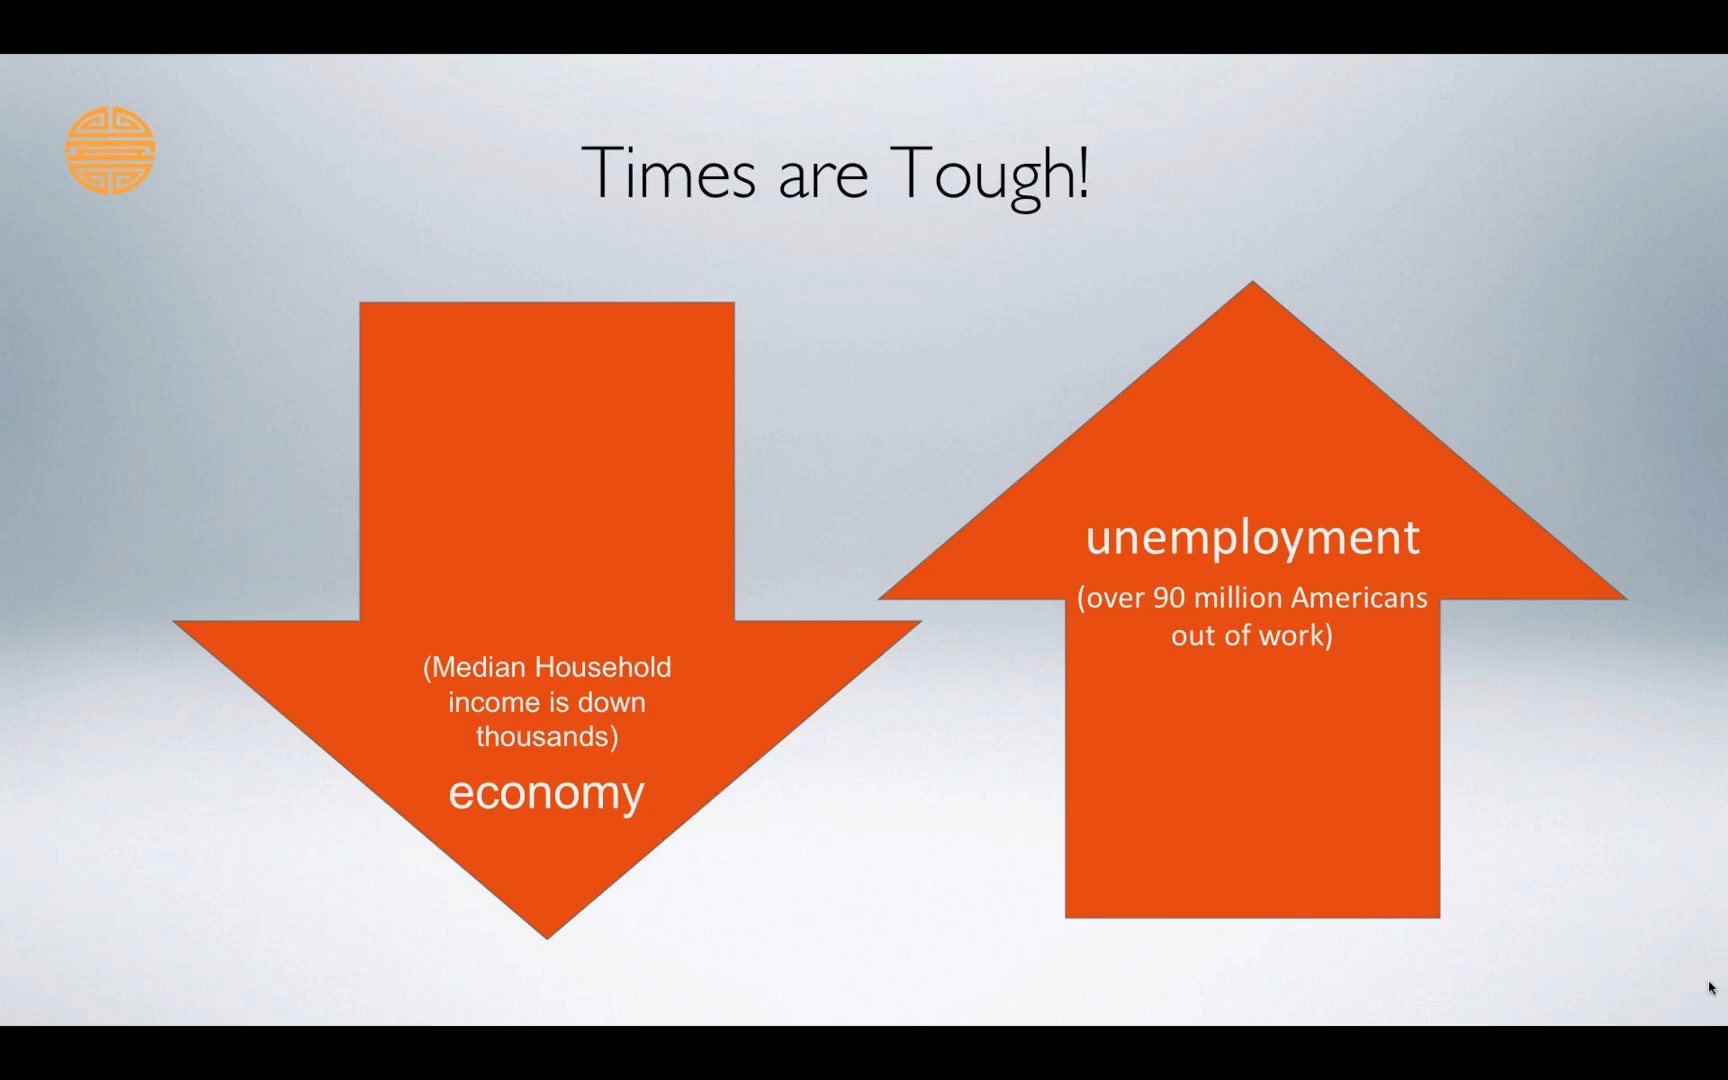 Times are Tough!
(Median Household
income is down
thousands)
economy
unemployment
(over 90 million Americans
out of work)